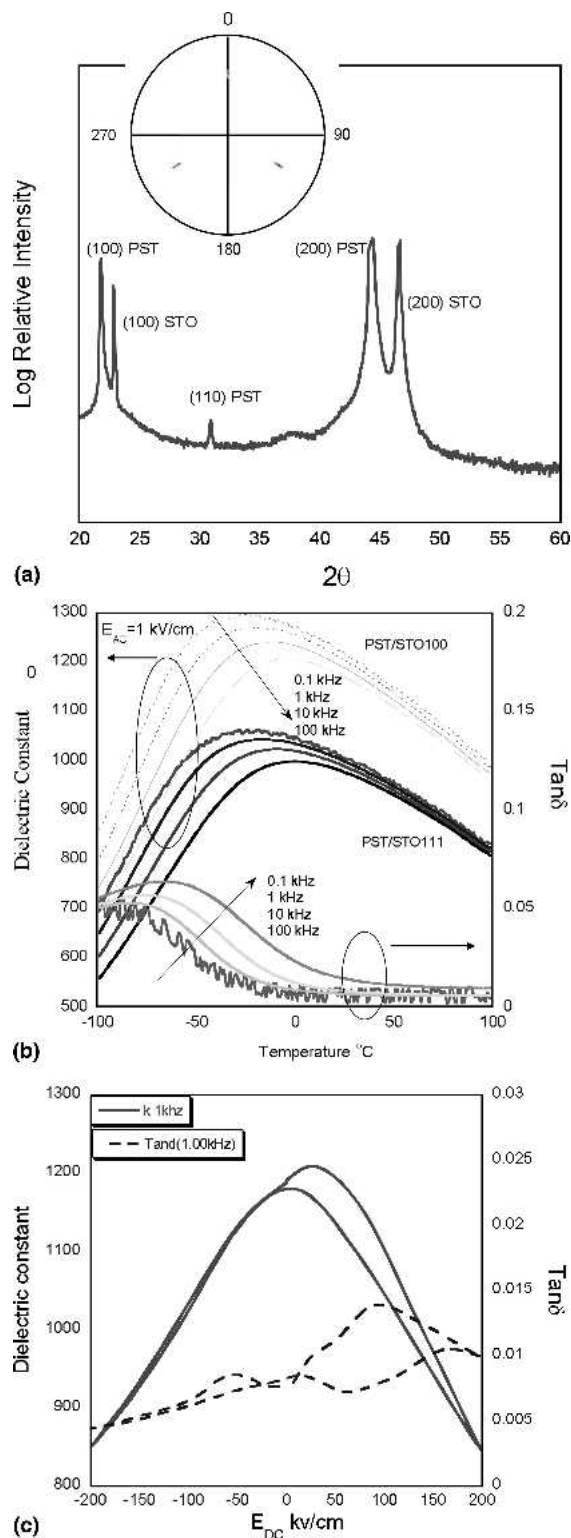 0
270
90
180
Log Relative Intensity
(100) PST
(100) STO
(110) PST
(200) PST
(200) STO
20 25 30 35 40 45 50 55 60
(a)
2θ
1300
1200
0
1100
1000
900
800
700
600
500
Dielectric Constant
E_AC=1 kV/cm
PST/STO100
0.1 kHz
1 kHz
10 kHz
100 kHz
PST/STO111
0.1 kHz
1 kHz
10 kHz
100 kHz
0.2
0.15
0.1
0.05
0
Tanδ
-100 -50 0 50 100
(b)
Temperature °C
1300
1200
1100
1000
900
800
Dielectric constant
k 1khz
Tand(1.00kHz)
0.03
0.025
0.02
0.015
0.01
0.005
0
Tanδ
-200 -150 -100 -50 0 50 100 150 200
(c)
E_DC kv/cm